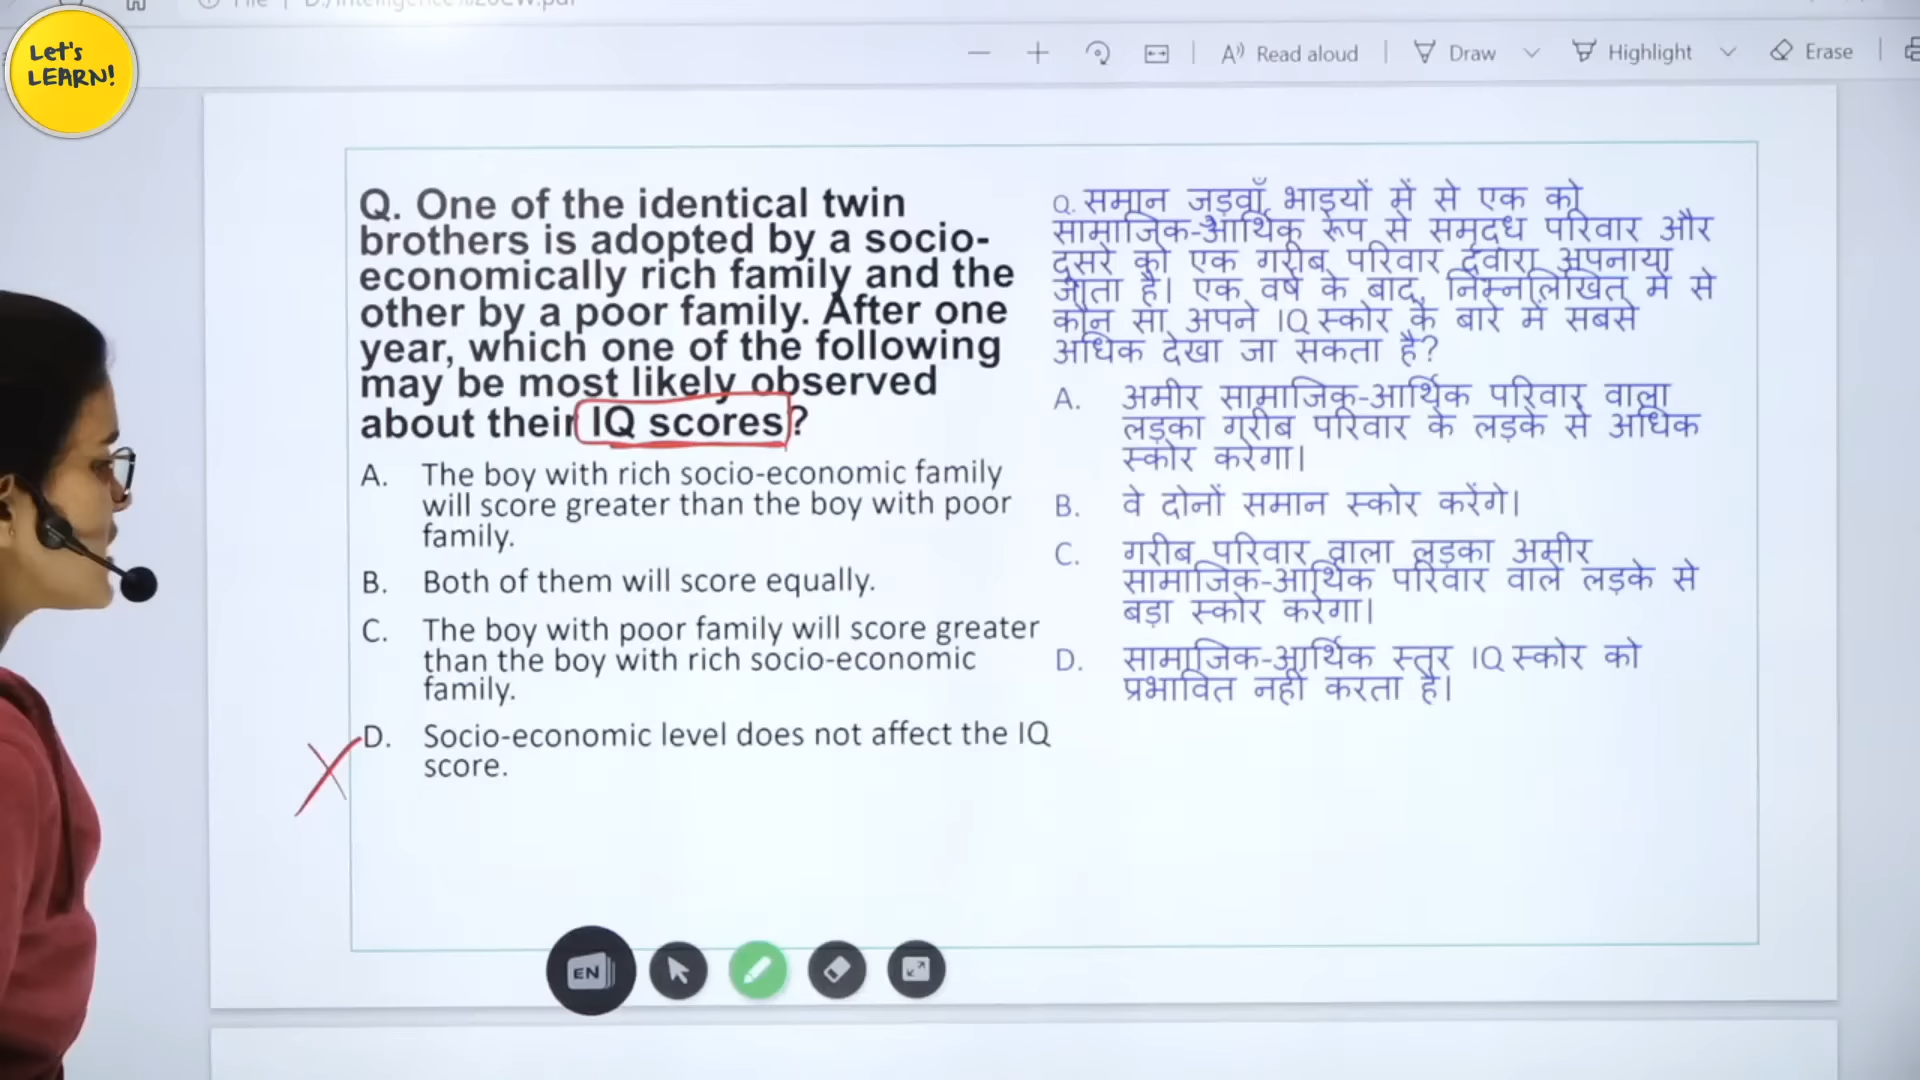 Let's
LEARN!
Read aloud
Draw
Highlight
Erase
Q. One of the identical twin
brothers is adopted by a socio-
economically rich family and the
other by a poor family. After one
year, which one of the following
may be most likely observed
about their IQ scores?
A. The boy with rich socio-economic family
will score greater than the boy with poor
family.
B. Both of them will score equally.
C. The boy with poor family will score greater
than the boy with rich socio-economic
family.
D. Socio-economic level does not affect the IQ
score.
Q. समान जड़वाँ भाइयों में से एक को
सामाजिक-आर्थिक रूप से समृद्ध परिवार और
दूसरे को एक गरीब परिवार द्वारा अपनाया
जाता है। एक वर्ष के बाद, निम्नलिखित में से
कौन सा अपने IQ स्कोर के बारे में सबसे
अधिक देखा जा सकता है?
A. अमीर सामाजिक-आर्थिक परिवार वाला
लड़का गरीब परिवार के लड़के से अधिक
स्कोर करेगा।
B. वे दोनों समान स्कोर करेंगे।
C. गरीब परिवार वाला लड़का अमीर
सामाजिक-आर्थिक परिवार वाले लड़के से
बड़ा स्कोर करेगा।
D. सामाजिक-आर्थिक स्तर IQ स्कोर को
प्रभावित नहीं करता है।
EN